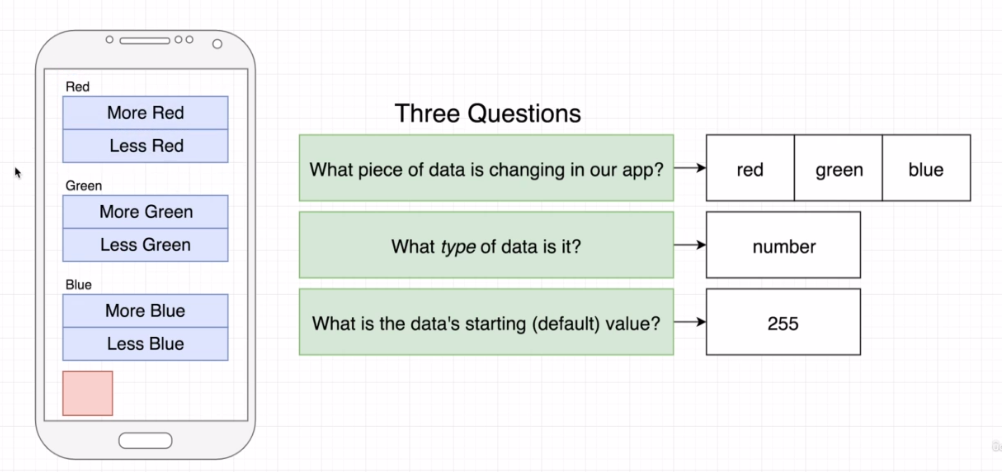 Red
More Red
Less Red
Green
More Green
Less Green
Blue
More Blue
Less Blue
Three Questions
What piece of data is changing in our app?
red
green
blue
What type of data is it?
number
What is the data's starting (default) value?
255